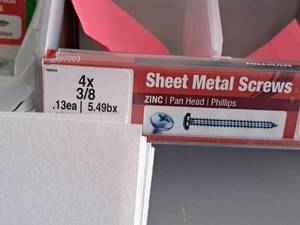 4x
3/8
.13ea | 5.49bx
Sheet Metal Screws
ZINC | Pan Head | Phillips